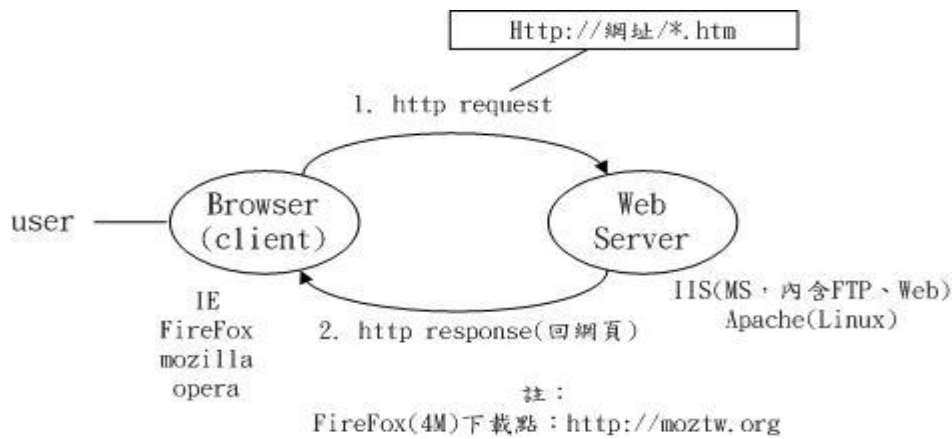 Http://網址/*.htm
1. http request
user
Browser
(client)
Web
Server
IE
FireFox
mozilla
opera
2. http response(回網頁)
IIS(MS，內含FTP、Web)
Apache(Linux)
註：
FireFox(4M)下載點：http://moztw.org